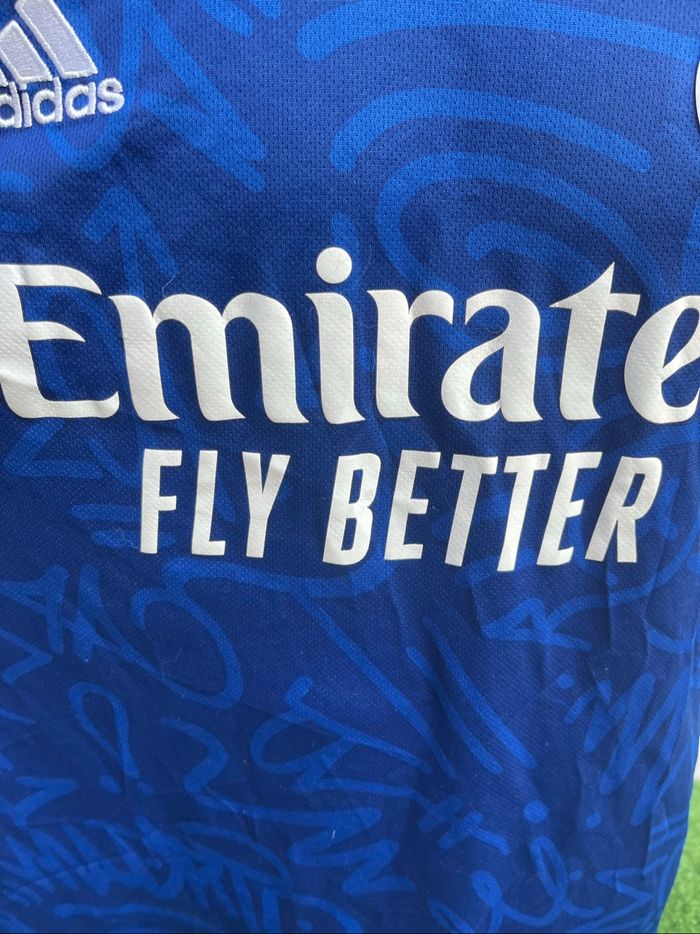 adidas
Emirate
FLY BETTER